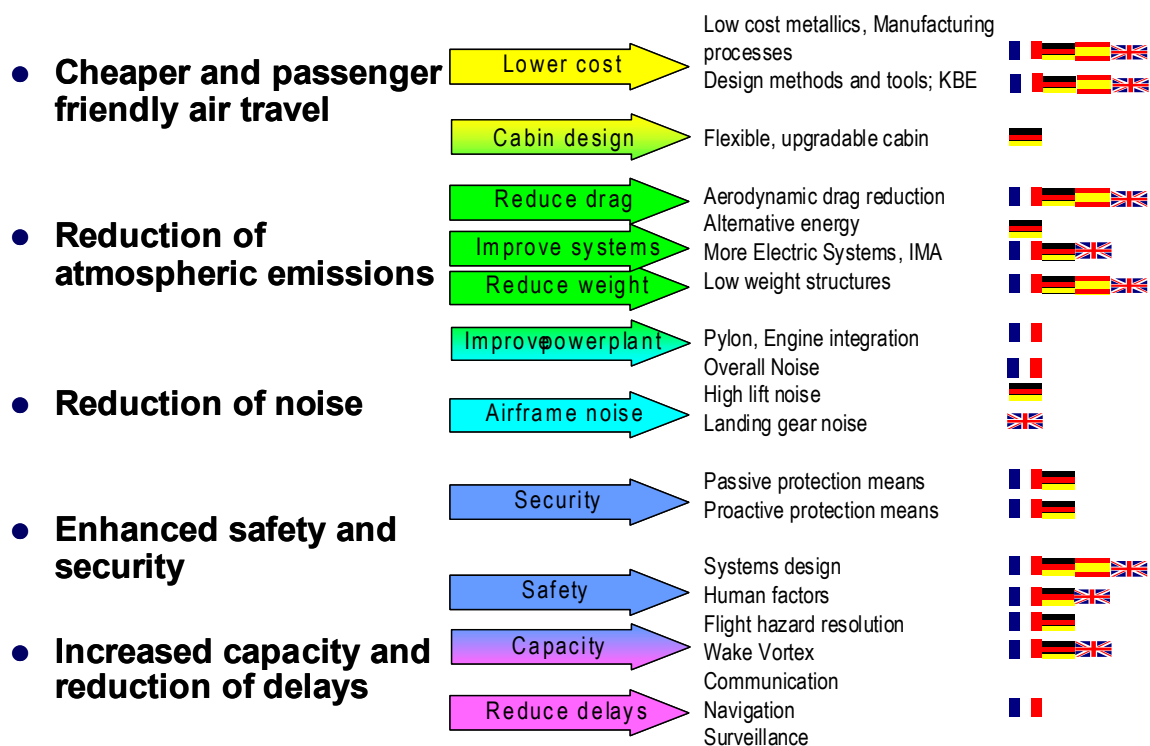 Cheaper and passenger
friendly air travel
Lower cost
Low cost metallics, Manufacturing
processes
Design methods and tools; KBE
Cabin design
Flexible, upgradable cabin
Reduction of
atmospheric emissions
Reduce drag
Aerodynamic drag reduction
Alternative energy
Improve systems
More Electric Systems, IMA
Reduce weight
Low weight structures
Improve powerplant
Pylon, Engine integration
Reduction of noise
Overall Noise
High lift noise
Airframe noise
Landing gear noise
Enhanced safety and
security
Security
Passive protection means
Proactive protection means
Safety
Systems design
Human factors
Flight hazard resolution
Increased capacity and
reduction of delays
Capacity
Wake Vortex
Reduce delays
Communication
Navigation
Surveillance